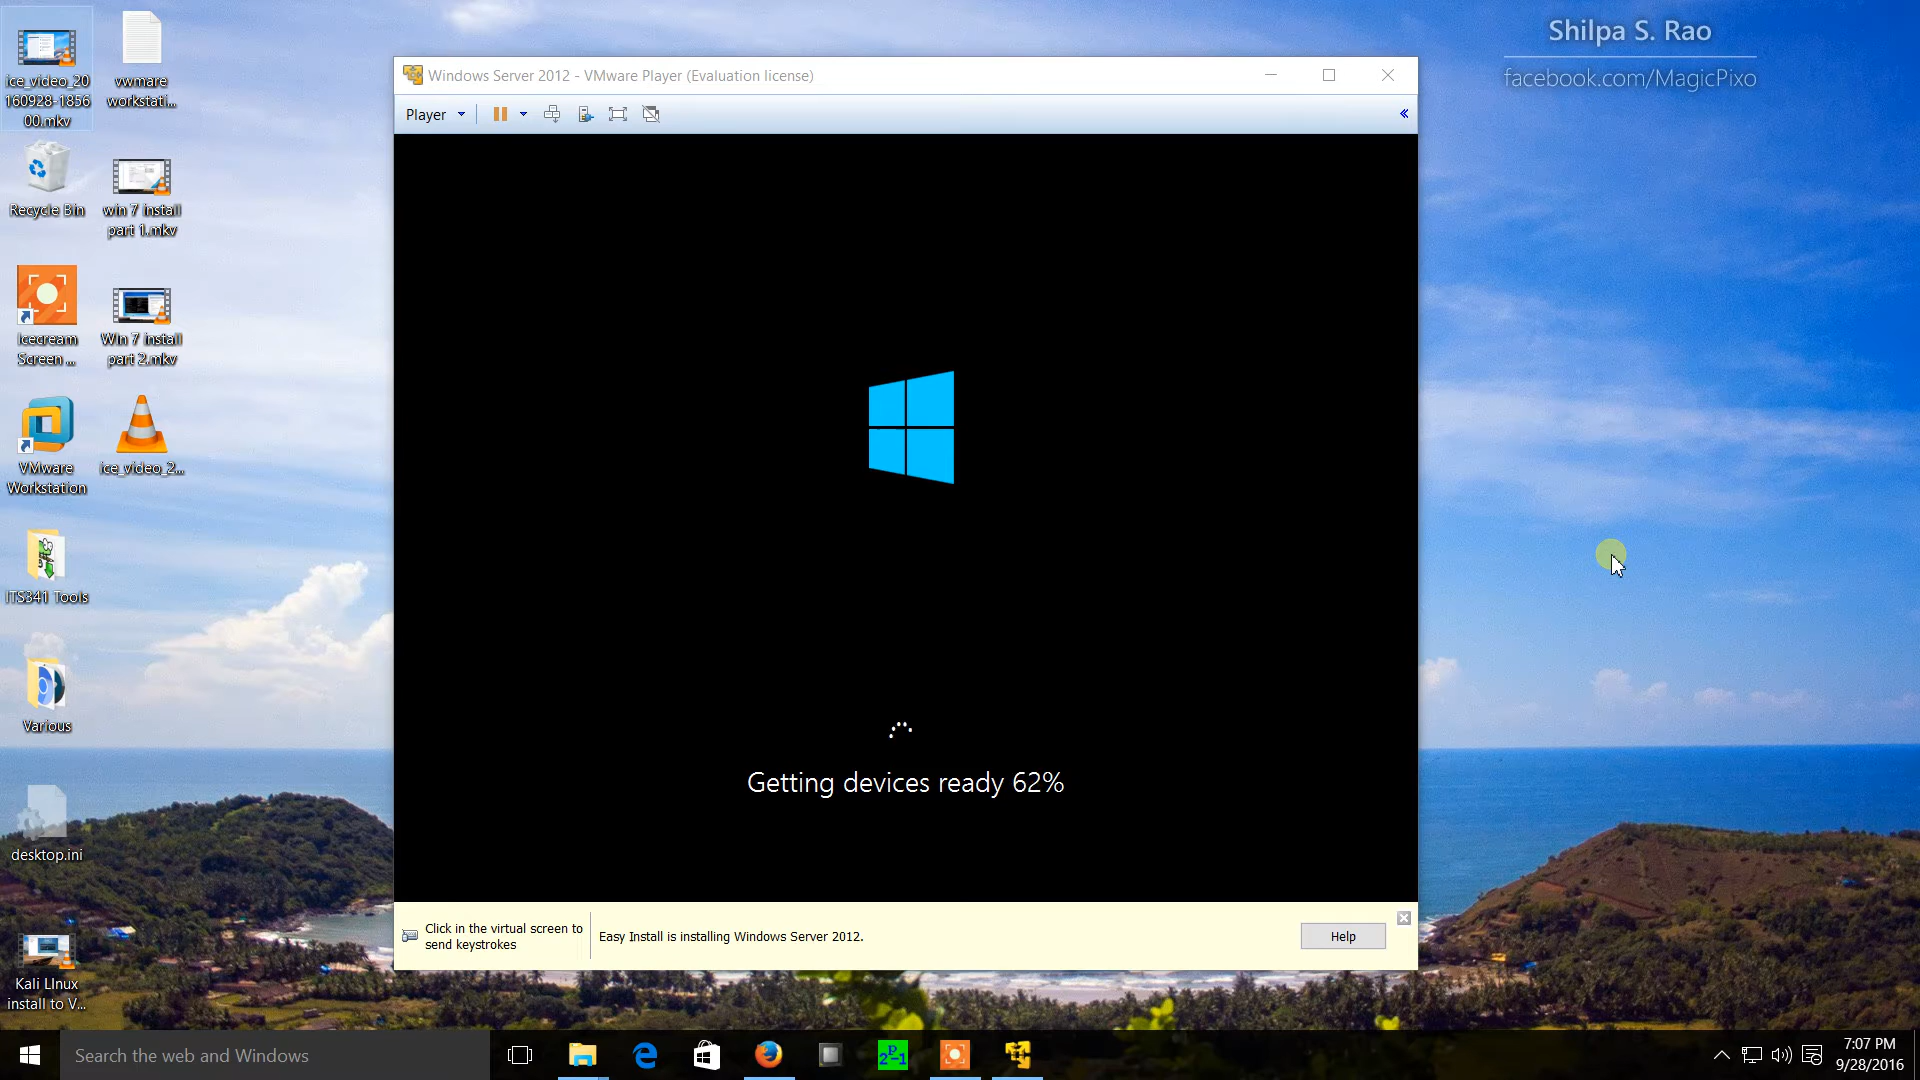 Shilpa S. Rao
facebook.com/MagicPixo
ice_video_20
160928-1856
00.mkv
vwmare
workstati...
Recycle Bin
win 7 install
part 1.mkv
Icecream
Screen ...
WIn 7 install
part 2.mkv
VMware
Workstation
ice_video_2...
ITS341 Tools
Various
desktop.ini
Kali LInux
install to V...
Windows Server 2012 - VMware Player (Evaluation license)
Player
Getting devices ready 62%
Click in the virtual screen to
send keystrokes
Easy Install is installing Windows Server 2012.
Help
Search the web and Windows
2P-1
7:07 PM
9/28/2016